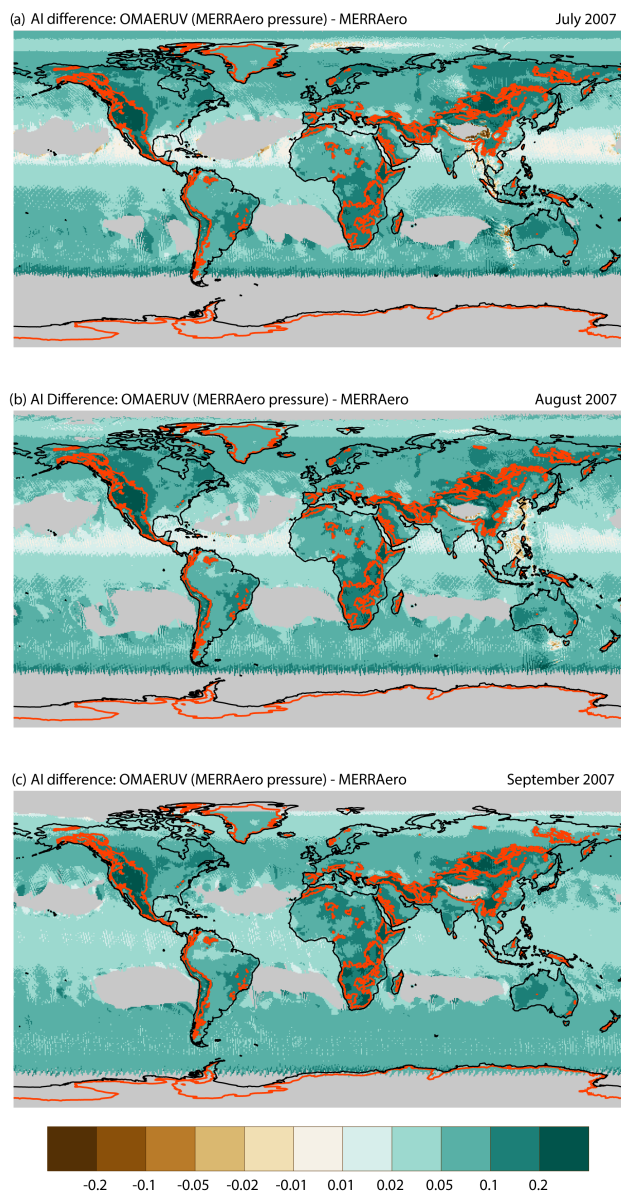 (a) AI difference: OMAERUV (MERRAero pressure) - MERRAero July 2007
(b) AI Difference: OMAERUV (MERRAero pressure) - MERRAero August 2007
(c) AI difference: OMAERUV (MERRAero pressure) - MERRAero September 2007
-0.2 -0.1 -0.05 -0.02 -0.01 0.01 0.02 0.05 0.1 0.2